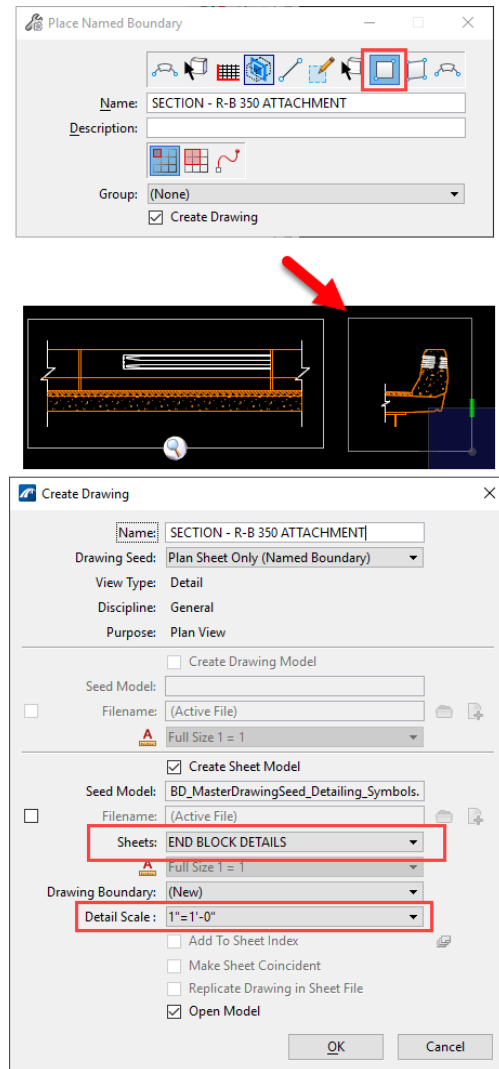 Place Named Boundary
Name: SECTION - R-B 350 ATTACHMENT
Description:
Group: (None)
Create Drawing
Create Drawing
Name: SECTION - R-B 350 ATTACHMENT
Drawing Seed: Plan Sheet Only (Named Boundary)
View Type: Detail
Discipline: General
Purpose: Plan View
Create Drawing Model
Seed Model:
Filename: (Active File)
A Full Size 1 = 1
Create Sheet Model
Seed Model: BD_MasterDrawingSeed_Detailing_Symbols.
Filename: (Active File)
Sheets: END BLOCK DETAILS
A Full Size 1 = 1
Drawing Boundary: (New)
Detail Scale : 1"=1'-0"
Add To Sheet Index
Make Sheet Coincident
Replicate Drawing in Sheet File
Open Model
OK Cancel